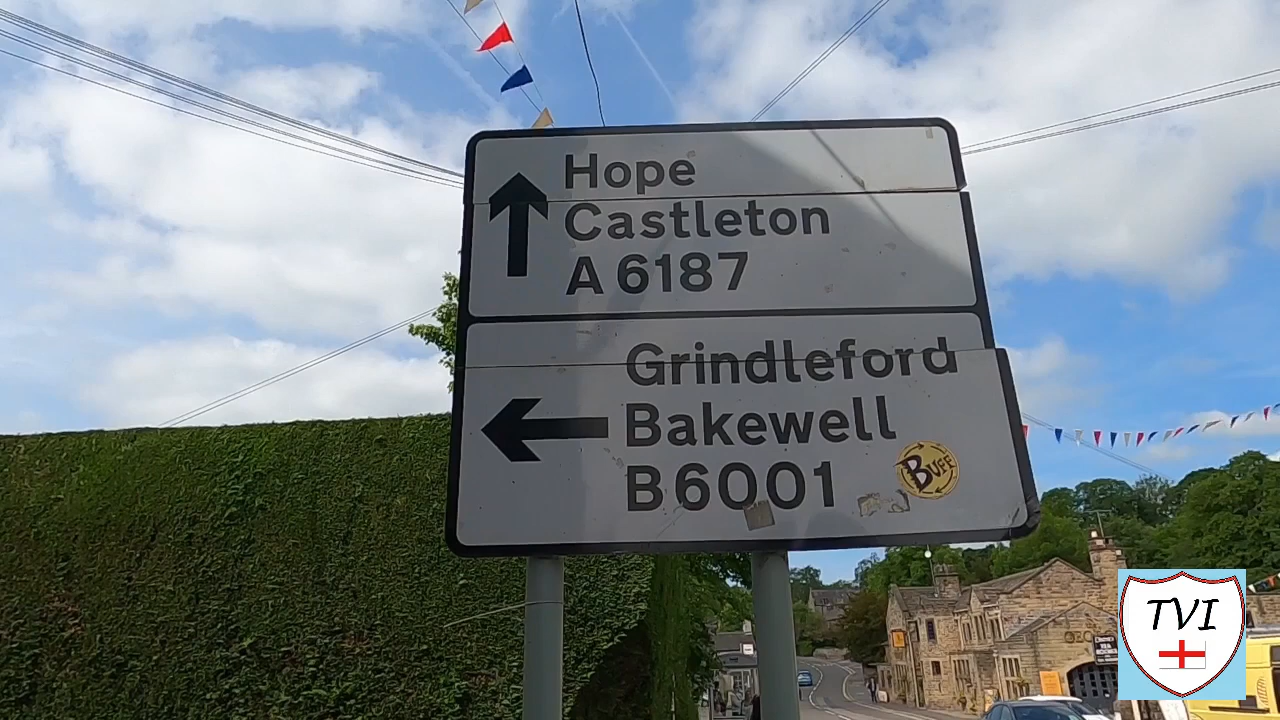 Hope
Castleton
A 6187
Grindleford
Bakewell
B 6001
BUFF
TVI